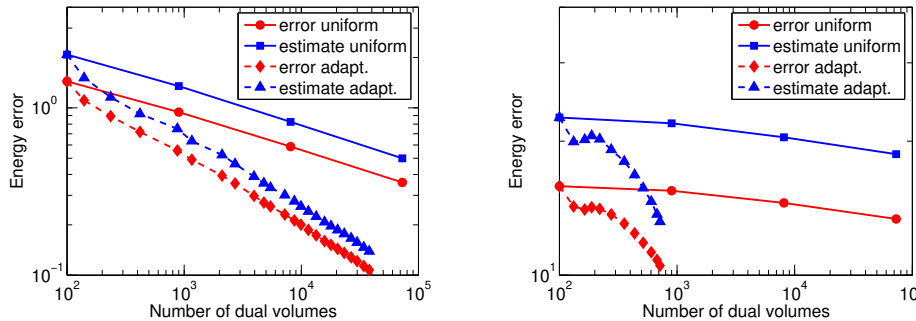 error uniform
estimate uniform
error adapt.
estimate adapt.
Energy error
10^0
10^-1
10^2
10^3
10^4
10^5
Number of dual volumes
error uniform
estimate uniform
error adapt.
estimate adapt.
Energy error
10^1
10^2
10^3
10^4
10
Number of dual volumes